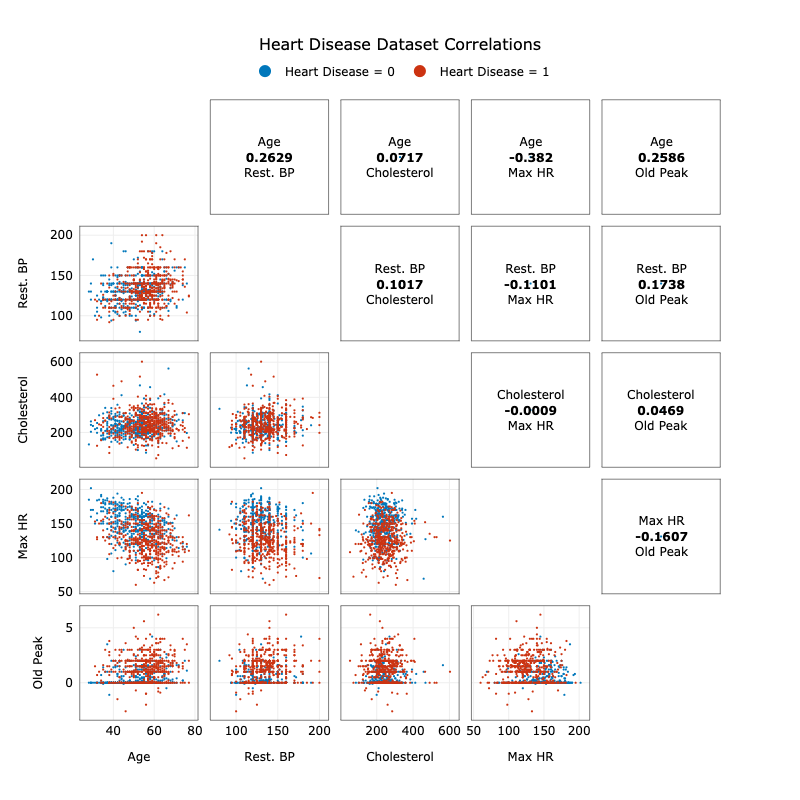 Heart Disease Dataset Correlations
Heart Disease = 0 Heart Disease = 1
Age Age Age Age
0.2629 0.0717 -0.382 0.2586
Rest. BP Cholesterol Max HR Old Peak
200
150
100
Rest. BP
Rest. BP Rest. BP Rest. BP
0.1017 -0.1101 0.1738
Cholesterol Max HR Old Peak
600
400
200
Cholesterol
Cholesterol Cholesterol
-0.0009 0.0469
Max HR Old Peak
200
150
100
50
Max HR
Max HR
-0.1607
Old Peak
5
0
Old Peak
40 60 80 100 150 200 200 400 600 50 100 150 200
Age Rest. BP Cholesterol Max HR